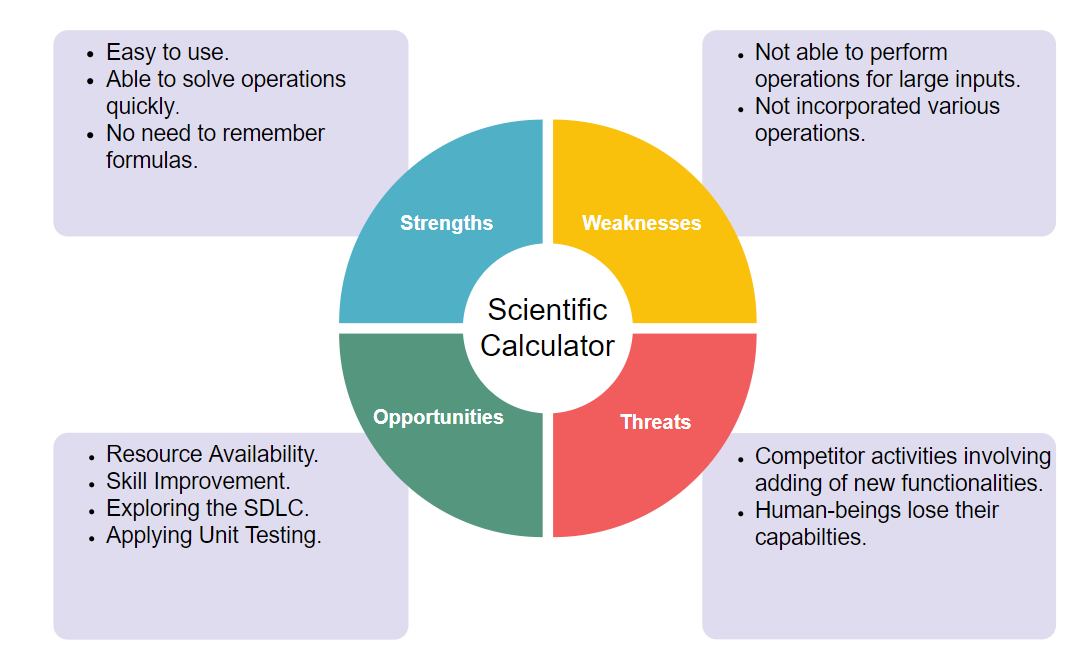 • Easy to use.
• Able to solve operations
quickly.
• No need to remember
formulas.
• Not able to perform
operations for large inputs.
• Not incorporated various
operations.
Strengths
Weaknesses
Scientific
Calculator
Opportunities
Threats
• Resource Availability.
• Skill Improvement.
• Exploring the SDLC.
• Applying Unit Testing.
• Competitor activities involving
adding of new functionalities.
• Human-beings lose their
capabilties.